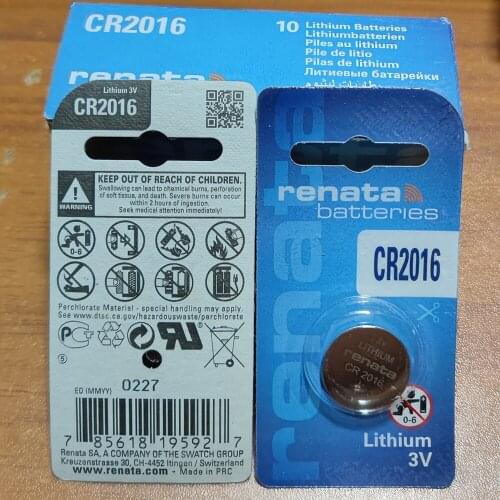 CR2016
10 Lithium Batteries
Lithiumbatterien
Piles au lithium
Pile de litio
Pilas de lithium
Литиевые батарейки
renata
Lithium 3V
CR2016
WARNING
KEEP OUT OF REACH OF CHILDREN.
Swallowing can lead to chemical burns, perforation
of soft tissue, and death. Severe burns can occur
within 2 hours of ingestion.
Seek medical attention immediately!
0-6
Perchlorate Material - special handling may apply.
See www.dtsc.ca.gov/hazardouswaste/perchlorate
5
ED (MMYY)
0227
7 85618 19592 7
Renata SA, A COMPANY OF THE SWATCH GROUP
Kreuzenstrasse 30, CH-4452 Itingen / Switzerland
www.renata.com
Made in PRC
renata
batteries
CR2016
renata
3V
LITHIUM
renata
CR 2016
0-6
Lithium
3V